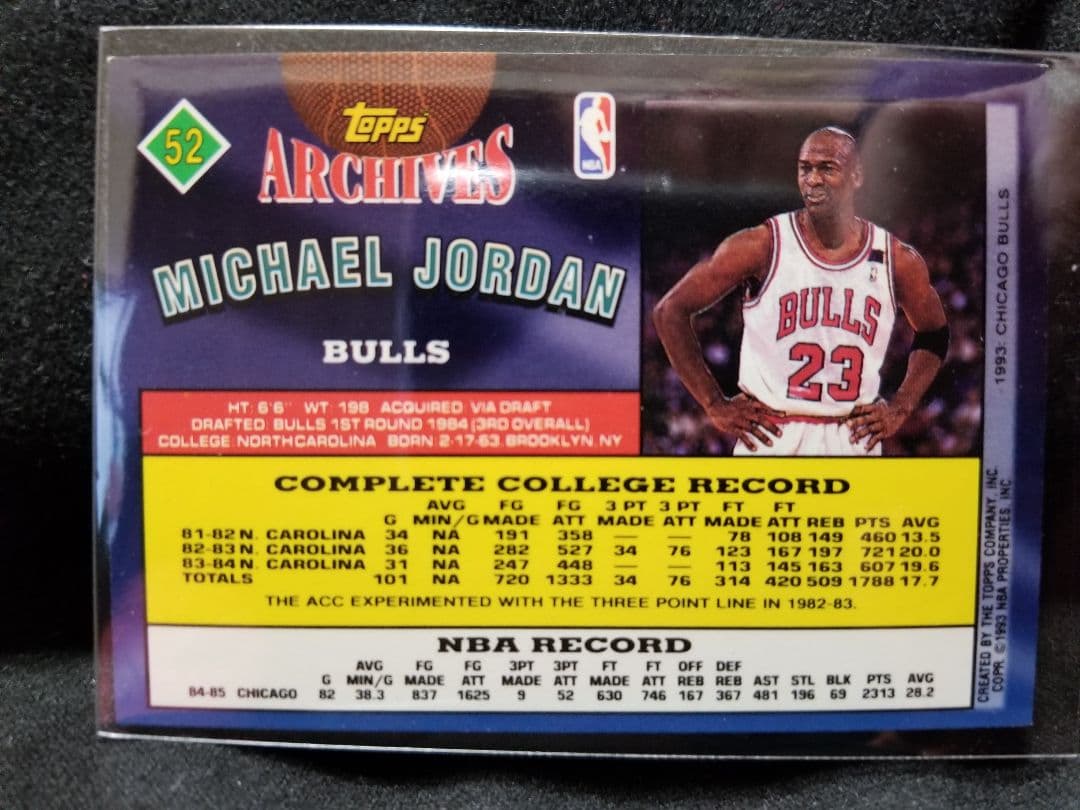 52
TOPPS
ARCHIVES
NBA
MICHAEL JORDAN
BULLS
BULLS
23
1993: CHICAGO BULLS
HT: 6'6" WT: 198 ACQUIRED: VIA DRAFT
DRAFTED: BULLS 1ST ROUND 1984 (3RD OVERALL)
COLLEGE: NORTH CAROLINA BORN: 2-17-63 BROOKLYN NY
COMPLETE COLLEGE RECORD
AVG FG FG 3 PT 3 PT FT FT
G MIN/G MADE ATT MADE ATT MADE ATT REB PTS AVG
81-82 N. CAROLINA 34 NA 191 358 — — 78 108 149 460 13.5
82-83 N. CAROLINA 36 NA 282 527 34 76 123 167 197 721 20.0
83-84 N. CAROLINA 31 NA 247 448 — — 113 145 163 607 19.6
TOTALS 101 NA 720 1333 34 76 314 420 509 1788 17.7
THE ACC EXPERIMENTED WITH THE THREE POINT LINE IN 1982-83.
NBA RECORD
AVG FG FG 3PT 3PT FT FT OFF DEF
G MIN/G MADE ATT MADE ATT MADE ATT REB REB AST STL BLK PTS AVG
84-85 CHICAGO 82 38.3 837 1625 9 52 630 746 167 367 481 196 69 2313 28.2
CREATED BY THE TOPPS COMPANY, INC.
COPR. © 1993 NBA PROPERTIES, INC.